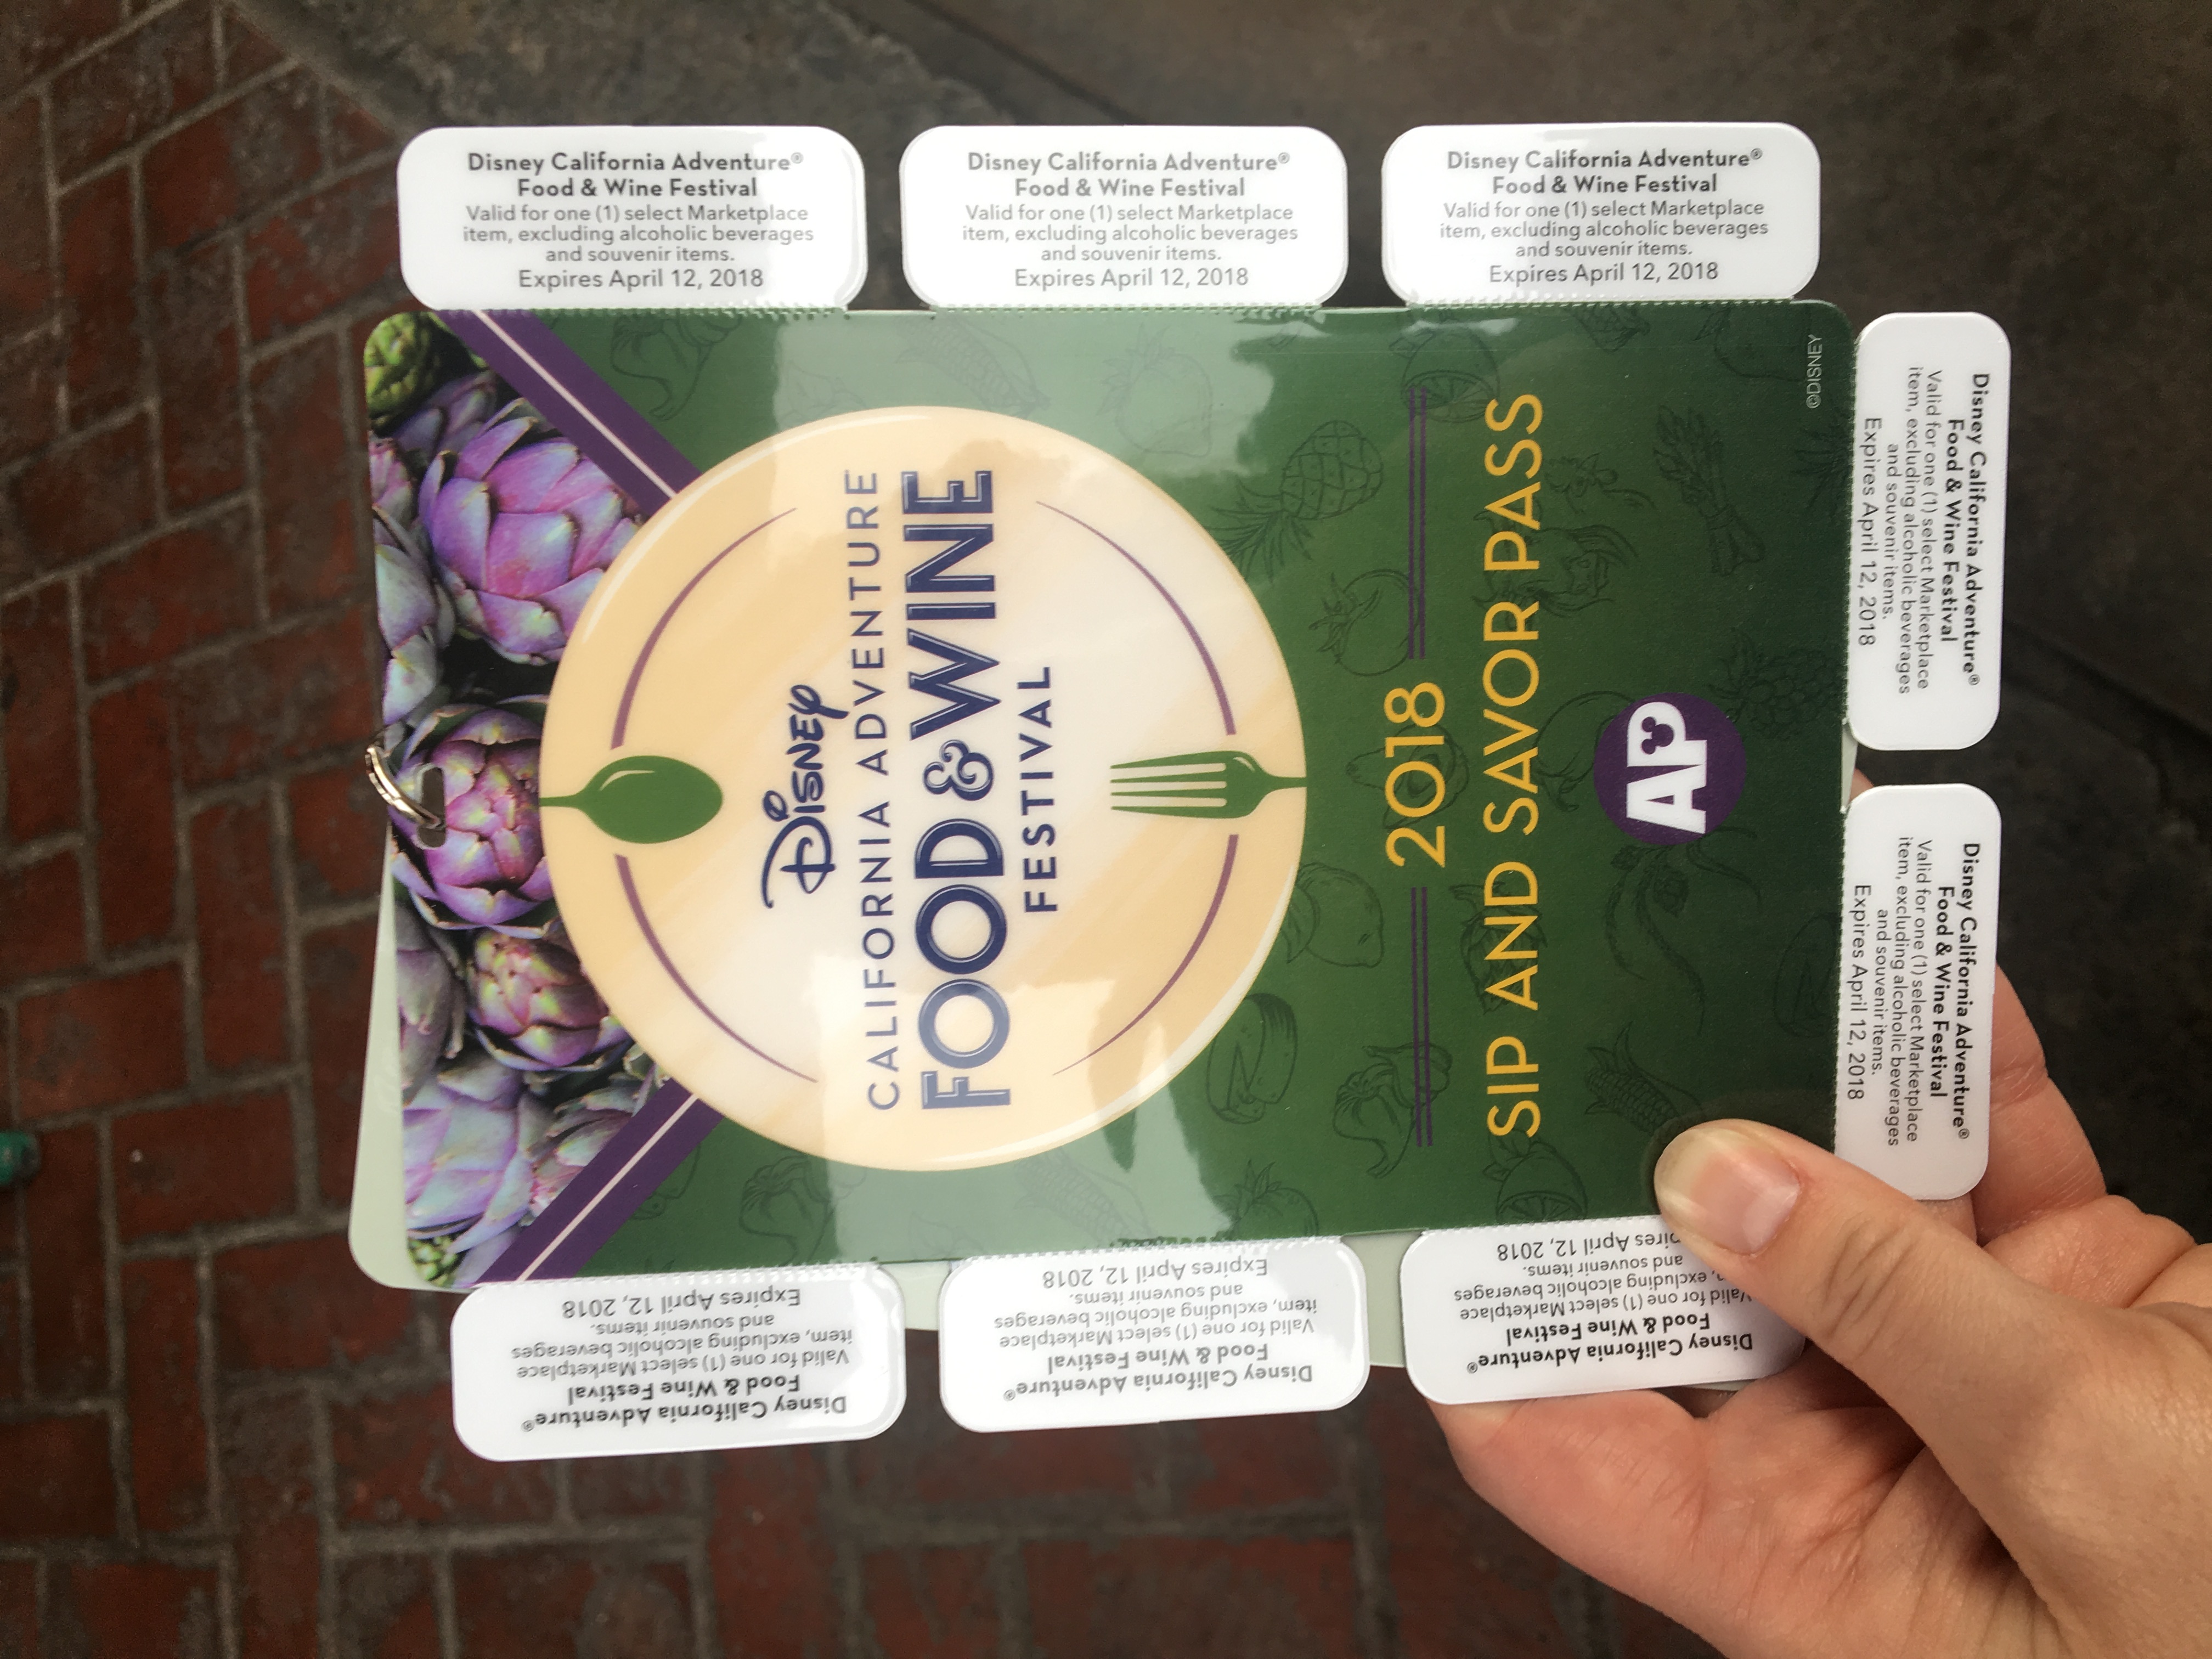 Disney California Adventure®
Food & Wine Festival
Valid for one (1) select Marketplace
item, excluding alcoholic beverages
and souvenir items.
Expires April 12, 2018
Disney California Adventure®
Food & Wine Festival
Valid for one (1) select Marketplace
item, excluding alcoholic beverages
and souvenir items.
Expires April 12, 2018
Disney California Adventure®
Food & Wine Festival
Valid for one (1) select Marketplace
item, excluding alcoholic beverages
and souvenir items.
Expires April 12, 2018
DISNEY
CALIFORNIA ADVENTURE
FOOD & WINE
FESTIVAL
2018
SIP AND SAVOR PASS
AP
©DISNEY
Disney California Adventure®
Food & Wine Festival
Valid for one (1) select Marketplace
item, excluding alcoholic beverages
and souvenir items.
Expires April 12, 2018
Disney California Adventure®
Food & Wine Festival
Valid for one (1) select Marketplace
item, excluding alcoholic beverages
and souvenir items.
Expires April 12, 2018
Disney California Adventure®
Food & Wine Festival
Valid for one (1) select Marketplace
item, excluding alcoholic beverages
and souvenir items.
Expires April 12, 2018
Disney California Adventure®
Food & Wine Festival
Valid for one (1) select Marketplace
item, excluding alcoholic beverages
and souvenir items.
Expires April 12, 2018
Disney California Adventure®
Food & Wine Festival
Valid for one (1) select Marketplace
excluding alcoholic beverages
and souvenir items.
April 12, 2018